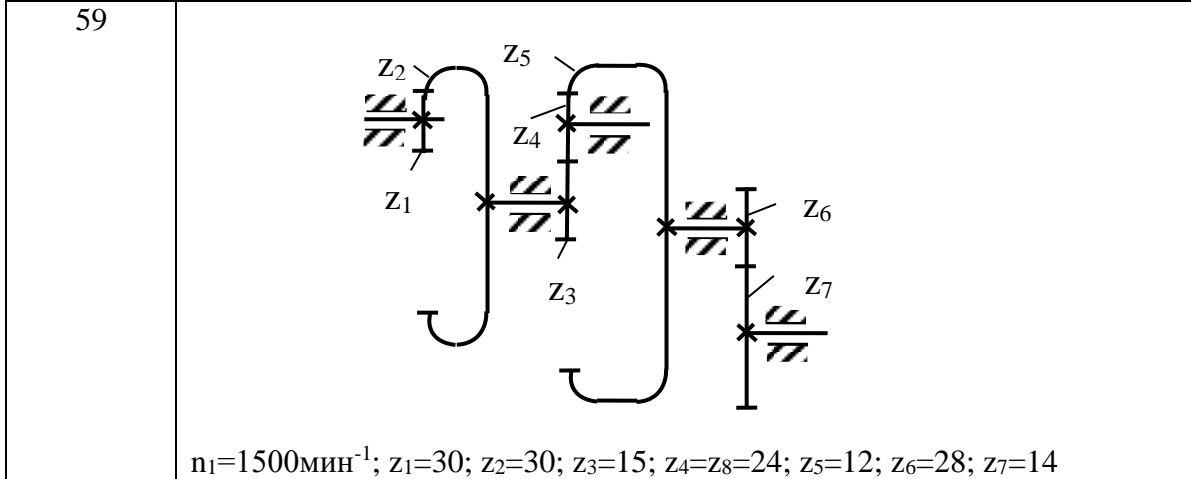 59
z₂
z₅
z₄
z₁
z₆
z₃
z₇
n₁=1500мин⁻¹; z₁=30; z₂=30; z₃=15; z₄=z₈=24; z₅=12; z₆=28; z₇=14